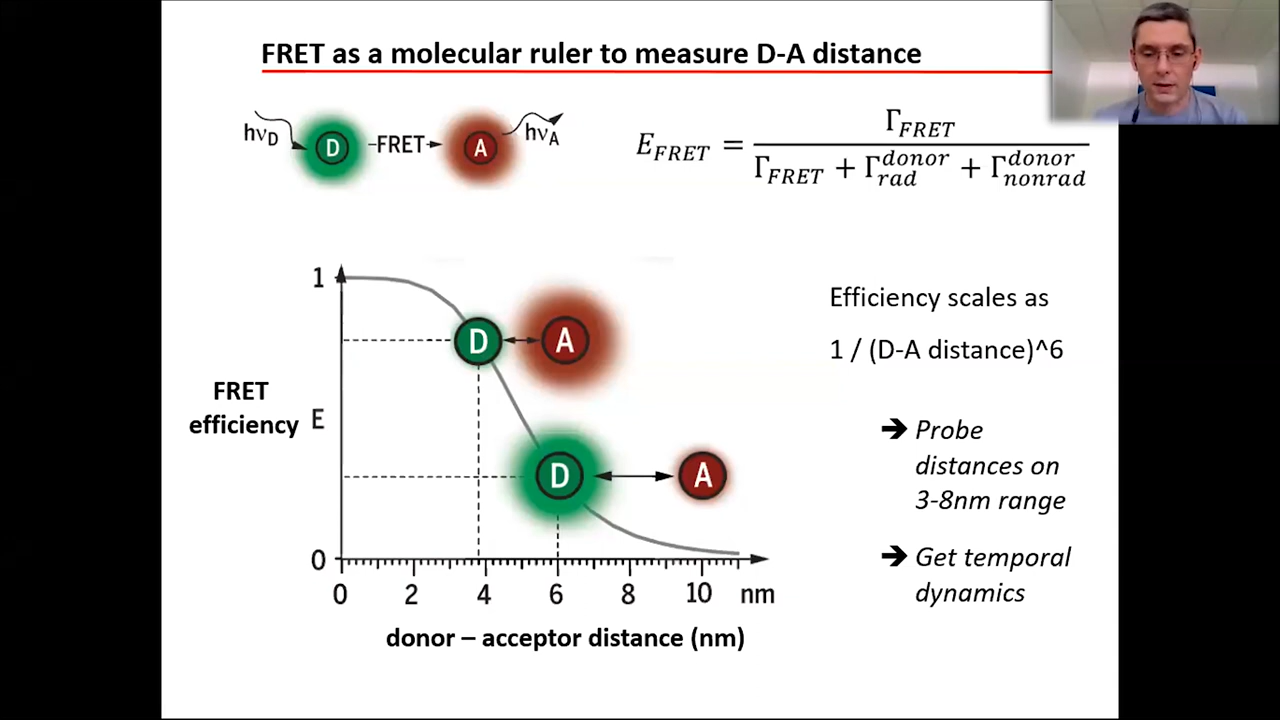 FRET as a molecular ruler to measure D-A distance
hνD D FRET A hνA
E_FRET = Γ_FRET / (Γ_FRET + Γ_rad^donor + Γ_nonrad^donor)
1
D A
FRET
efficiency E
D A
0
0 2 4 6 8 10 nm
donor – acceptor distance (nm)
Efficiency scales as
1 / (D-A distance)^6
➔ Probe
distances on
3-8nm range
➔ Get temporal
dynamics